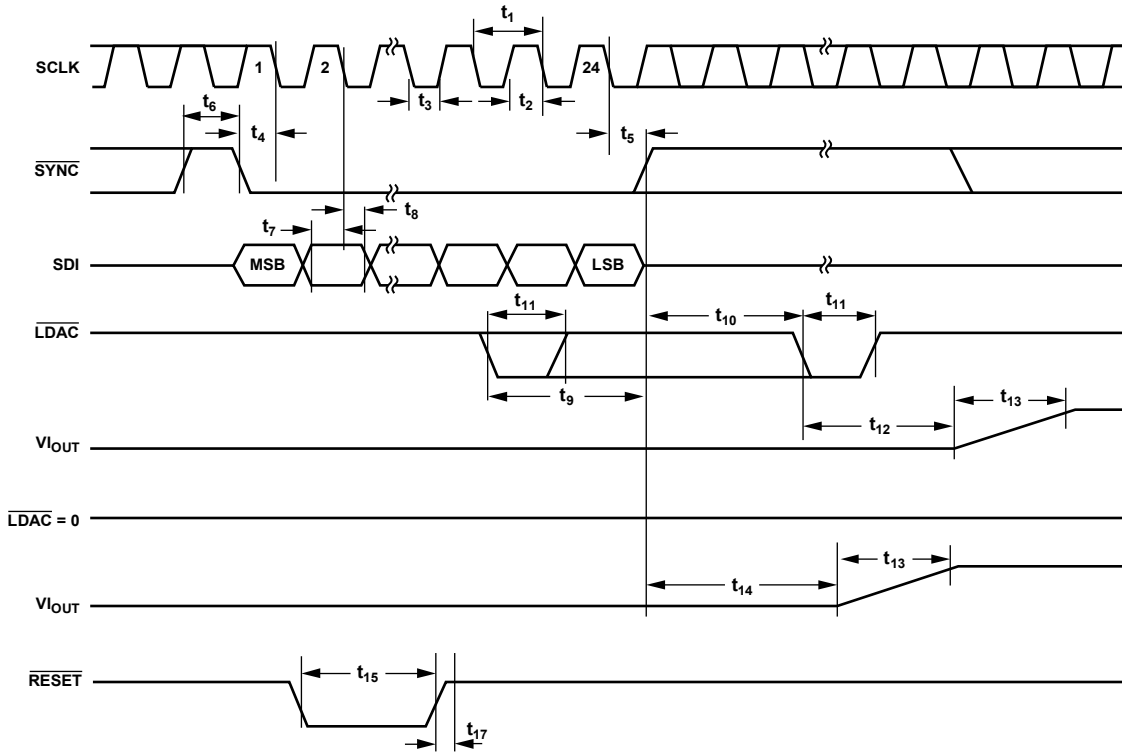 t1
SCLK
1
2
24
t3
t2
t6
t4
t5
SYNC
t7
t8
SDI
MSB
LSB
t11
t10
t11
LDAC
t9
t13
t12
VIOUT
LDAC = 0
t13
t14
VIOUT
RESET
t15
t17